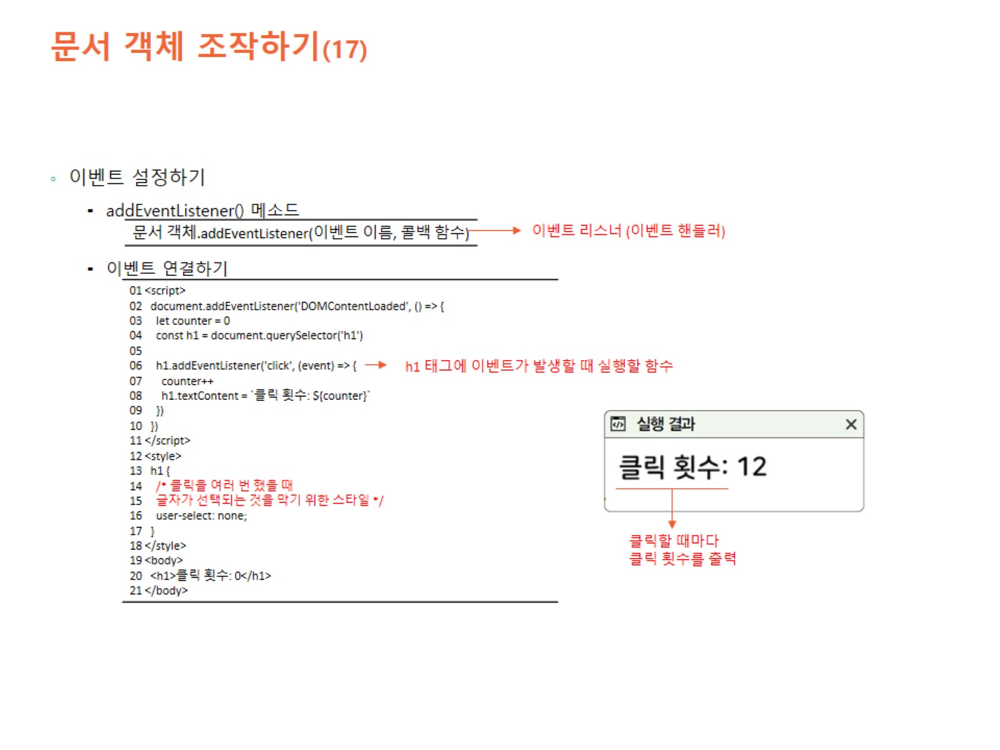 문서 객체 조작하기(17)
◦ 이벤트 설정하기
▪ addEventListener() 메소드
문서 객체.addEventListener(이벤트 이름, 콜백 함수)
이벤트 리스너 (이벤트 핸들러)
▪ 이벤트 연결하기
01 <script>
02 document.addEventListener('DOMContentLoaded', () => {
03 let counter = 0
04 const h1 = document.querySelector('h1')
05
06 h1.addEventListener('click', (event) => {
h1 태그에 이벤트가 발생할 때 실행할 함수
07 counter++
08 h1.textContent = `클릭 횟수: ${counter}`
09 })
10 })
11 </script>
12 <style>
13 h1 {
14 /* 클릭을 여러 번 했을 때
15 글자가 선택되는 것을 막기 위한 스타일 */
16 user-select: none;
17 }
18 </style>
19 <body>
20 <h1>클릭 횟수: 0</h1>
21 </body>
실행 결과
클릭 횟수: 12
클릭할 때마다
클릭 횟수를 출력